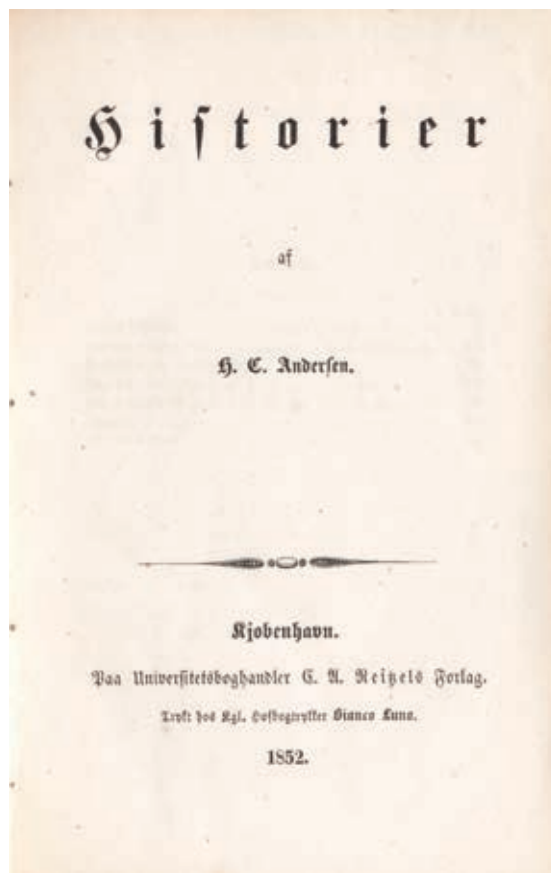 Historier
af
H. C. Andersen.
Kjøbenhavn.
Paa Universitetsboghandler C. A. Reitzels Forlag.
Trykt hos Kgl. Hofbogtrykker Bianco Luno.
1852.